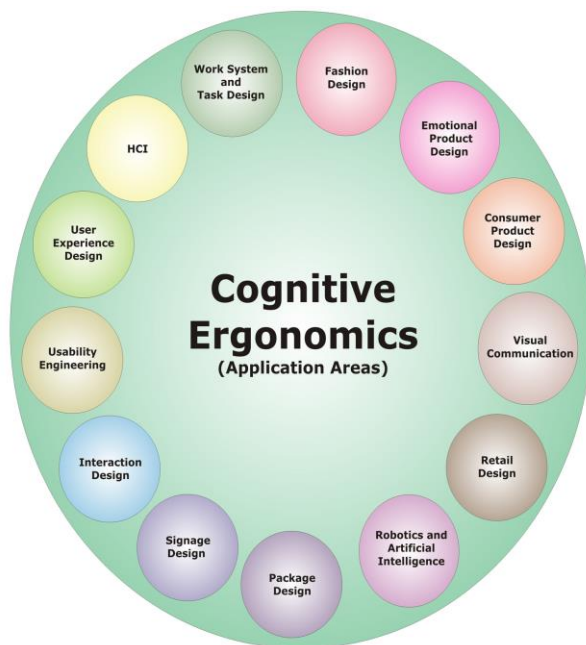 Cognitive
Ergonomics
(Application Areas)
Work System
and
Task Design
Fashion
Design
Emotional
Product
Design
Consumer
Product
Design
Visual
Communication
Retail
Design
Robotics and
Artificial
Intelligence
Package
Design
Signage
Design
Interaction
Design
Usability
Engineering
User
Experience
Design
HCI